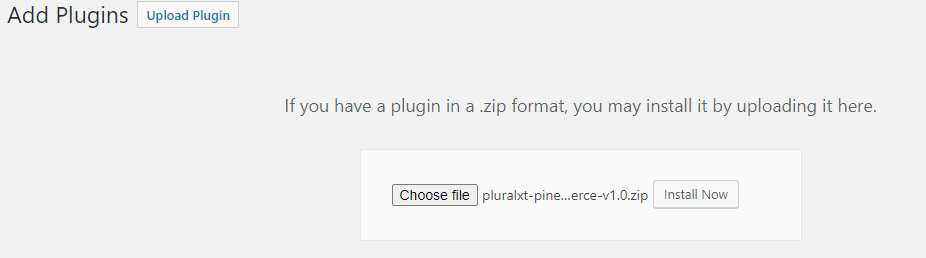 Add Plugins Upload Plugin
If you have a plugin in a .zip format, you may install it by uploading it here.
Choose file pluralxt-pine...erce-v1.0.zip Install Now